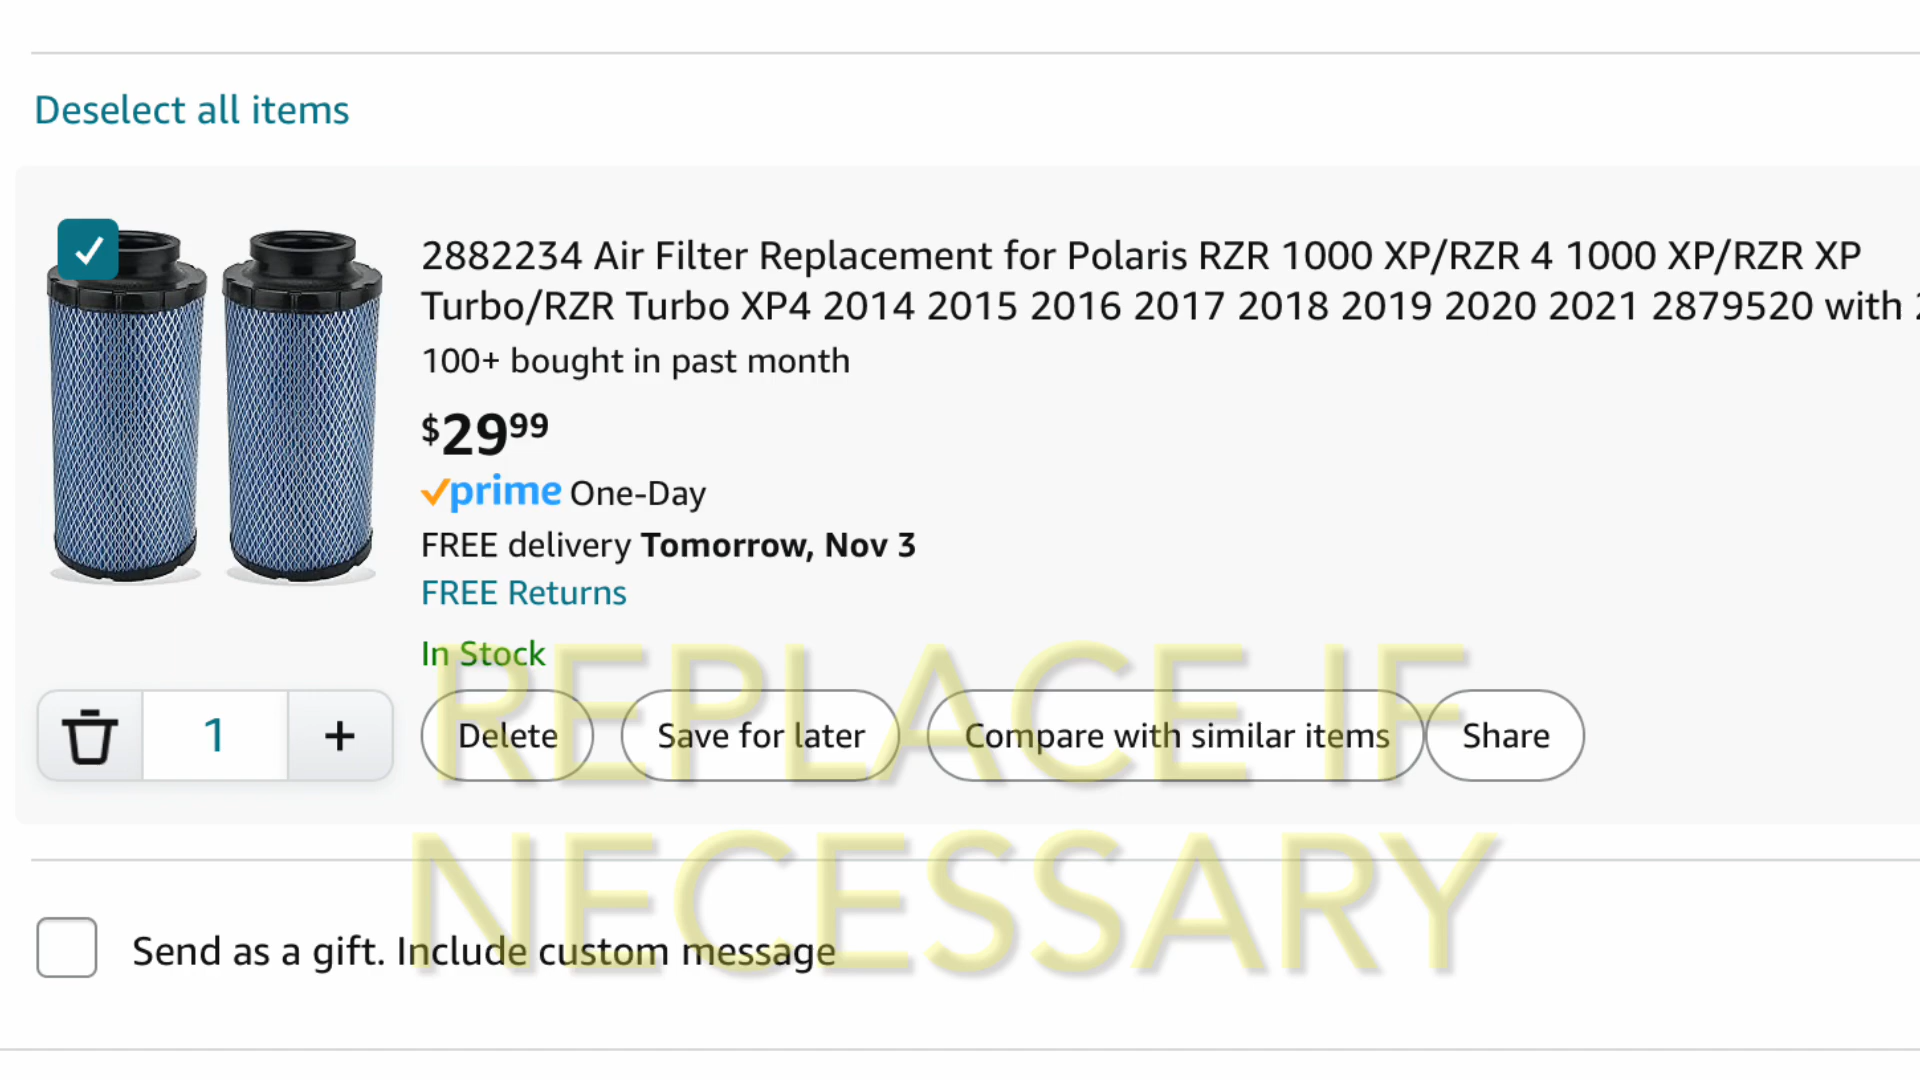 Deselect all items
2882234 Air Filter Replacement for Polaris RZR 1000 XP/RZR 4 1000 XP/RZR XP
Turbo/RZR Turbo XP4 2014 2015 2016 2017 2018 2019 2020 2021 2879520 with
100+ bought in past month
$2999
prime One-Day
FREE delivery Tomorrow, Nov 3
FREE Returns
In Stock
1 + Delete Save for later Compare with similar items Share
REPLACE IF
NECESSARY
Send as a gift. Include custom message